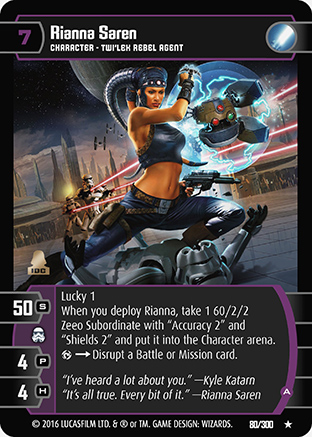 7 Rianna Saren
CHARACTER - TWI'LEK REBEL AGENT
IDC
50 S
4 P
4 H
Lucky 1
When you deploy Rianna, take 1 60/2/2
Zeeo Subordinate with “Accuracy 2” and
“Shields 2” and put it into the Character arena.
Disrupt a Battle or Mission card.
“I’ve heard a lot about you.” —Kyle Katarn
“It’s all true. Every bit of it.” —Rianna Saren
A
© 2016 LUCASFILM LTD. & ® or TM. GAME DESIGN: WIZARDS. 80/300